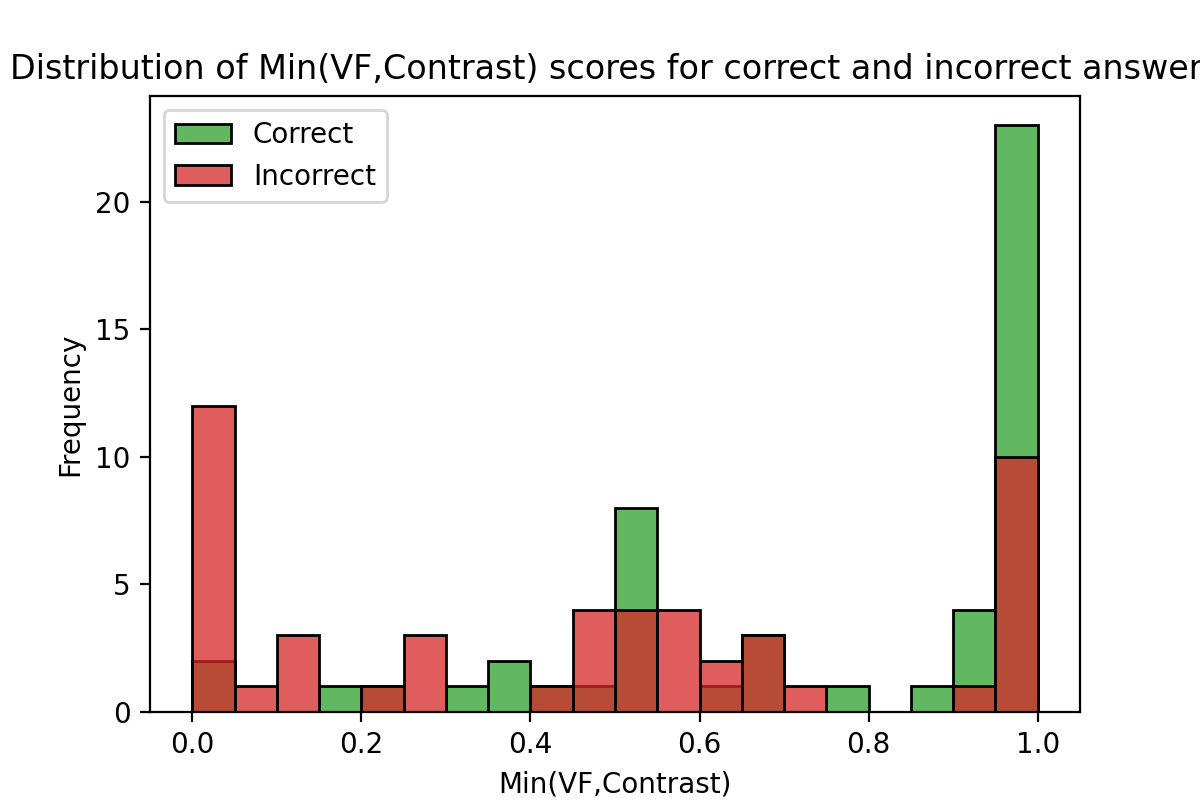 Distribution of Min(VF,Contrast) scores for correct and incorrect answer
Correct
Incorrect
Frequency
20
15
10
5
0
0.0 0.2 0.4 0.6 0.8 1.0
Min(VF,Contrast)